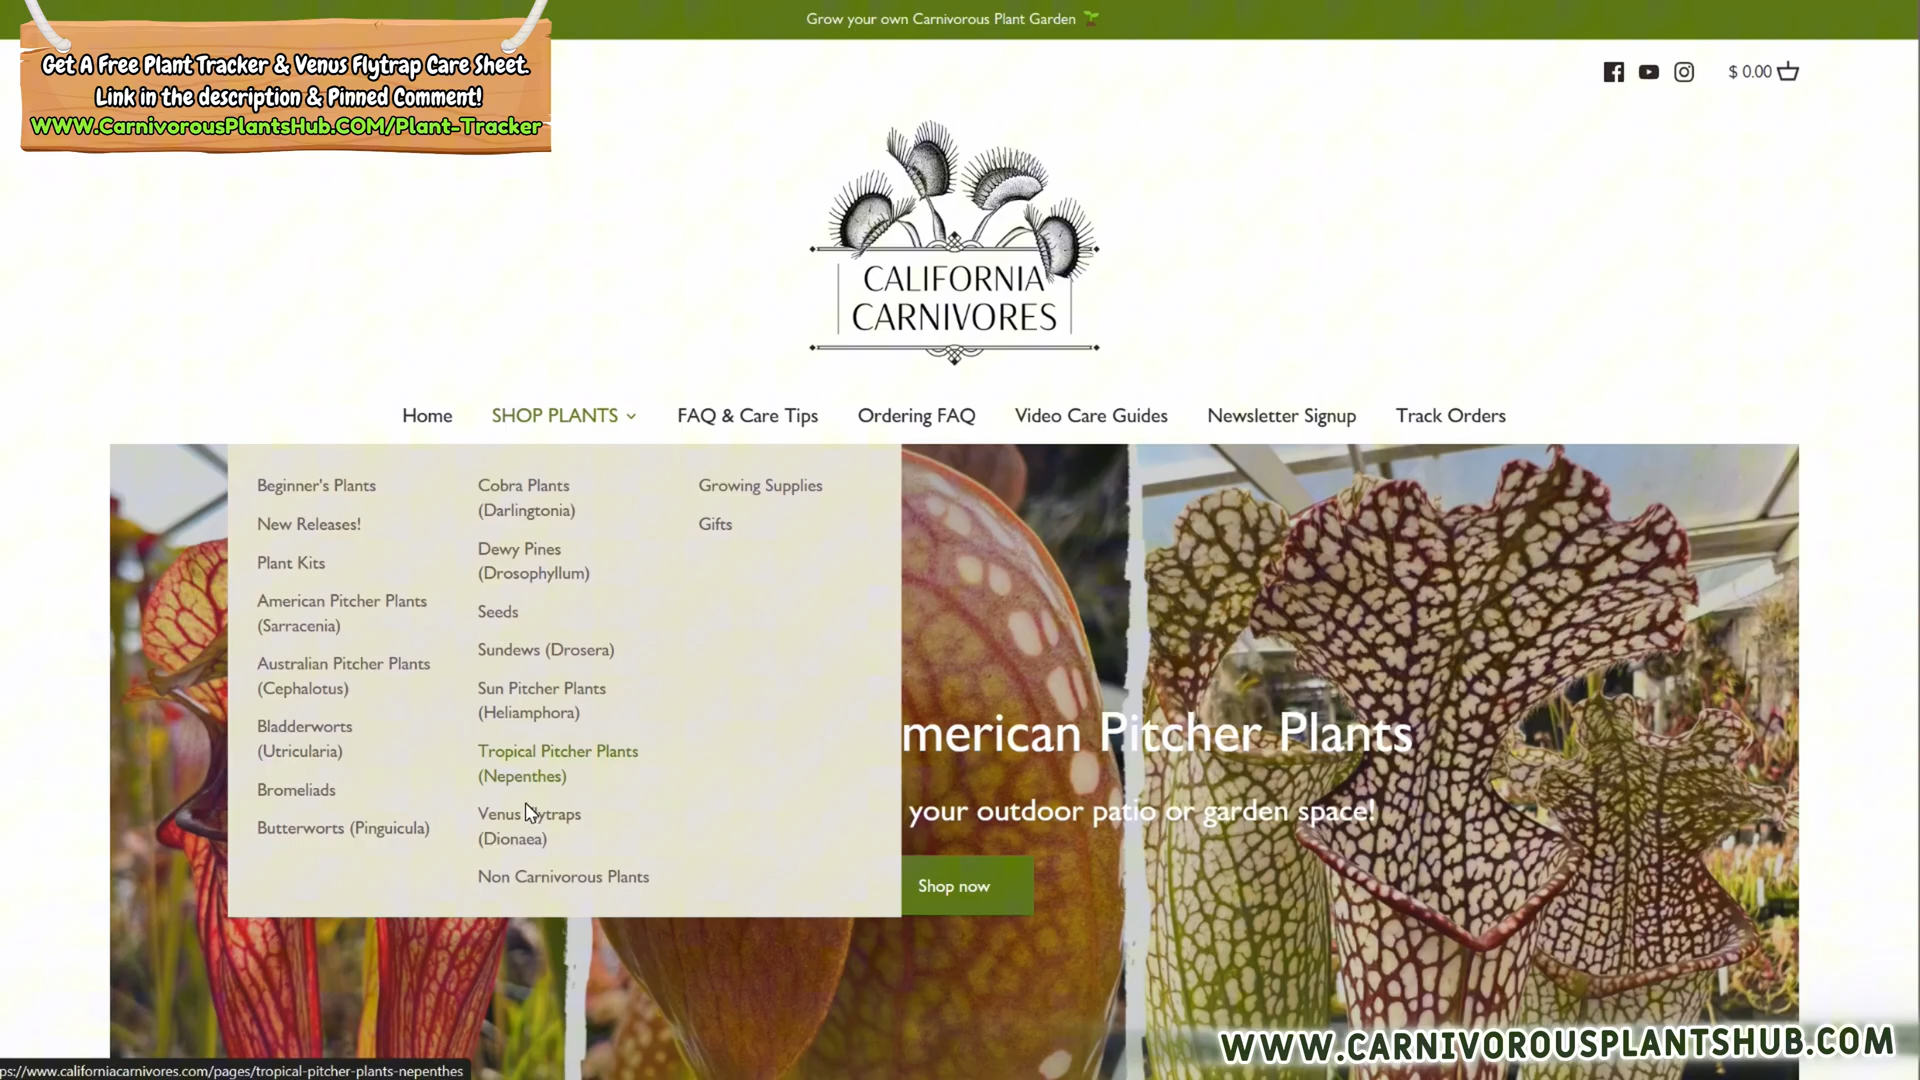 Grow your own Carnivorous Plant Garden
Get A Free Plant Tracker & Venus Flytrap Care Sheet.
Link in the description & Pinned Comment!
WWW.CarnivorousPlantsHub.COM/Plant-Tracker
$ 0.00
CALIFORNIA
CARNIVORES
Home
SHOP PLANTS
FAQ & Care Tips
Ordering FAQ
Video Care Guides
Newsletter Signup
Track Orders
Beginner's Plants
New Releases!
Plant Kits
American Pitcher Plants
(Sarracenia)
Australian Pitcher Plants
(Cephalotus)
Bladderworts
(Utricularia)
Bromeliads
Butterworts (Pinguicula)
Cobra Plants
(Darlingtonia)
Dewy Pines
(Drosophyllum)
Seeds
Sundews (Drosera)
Sun Pitcher Plants
(Heliamphora)
Tropical Pitcher Plants
(Nepenthes)
Venus Flytraps
(Dionaea)
Non Carnivorous Plants
Growing Supplies
Gifts
merican Pitcher Plants
your outdoor patio or garden space!
Shop now
WWW.CARNIVOROUSPLANTSHUB.COM
ps://www.californiacarnivores.com/pages/tropical-pitcher-plants-nepenthes